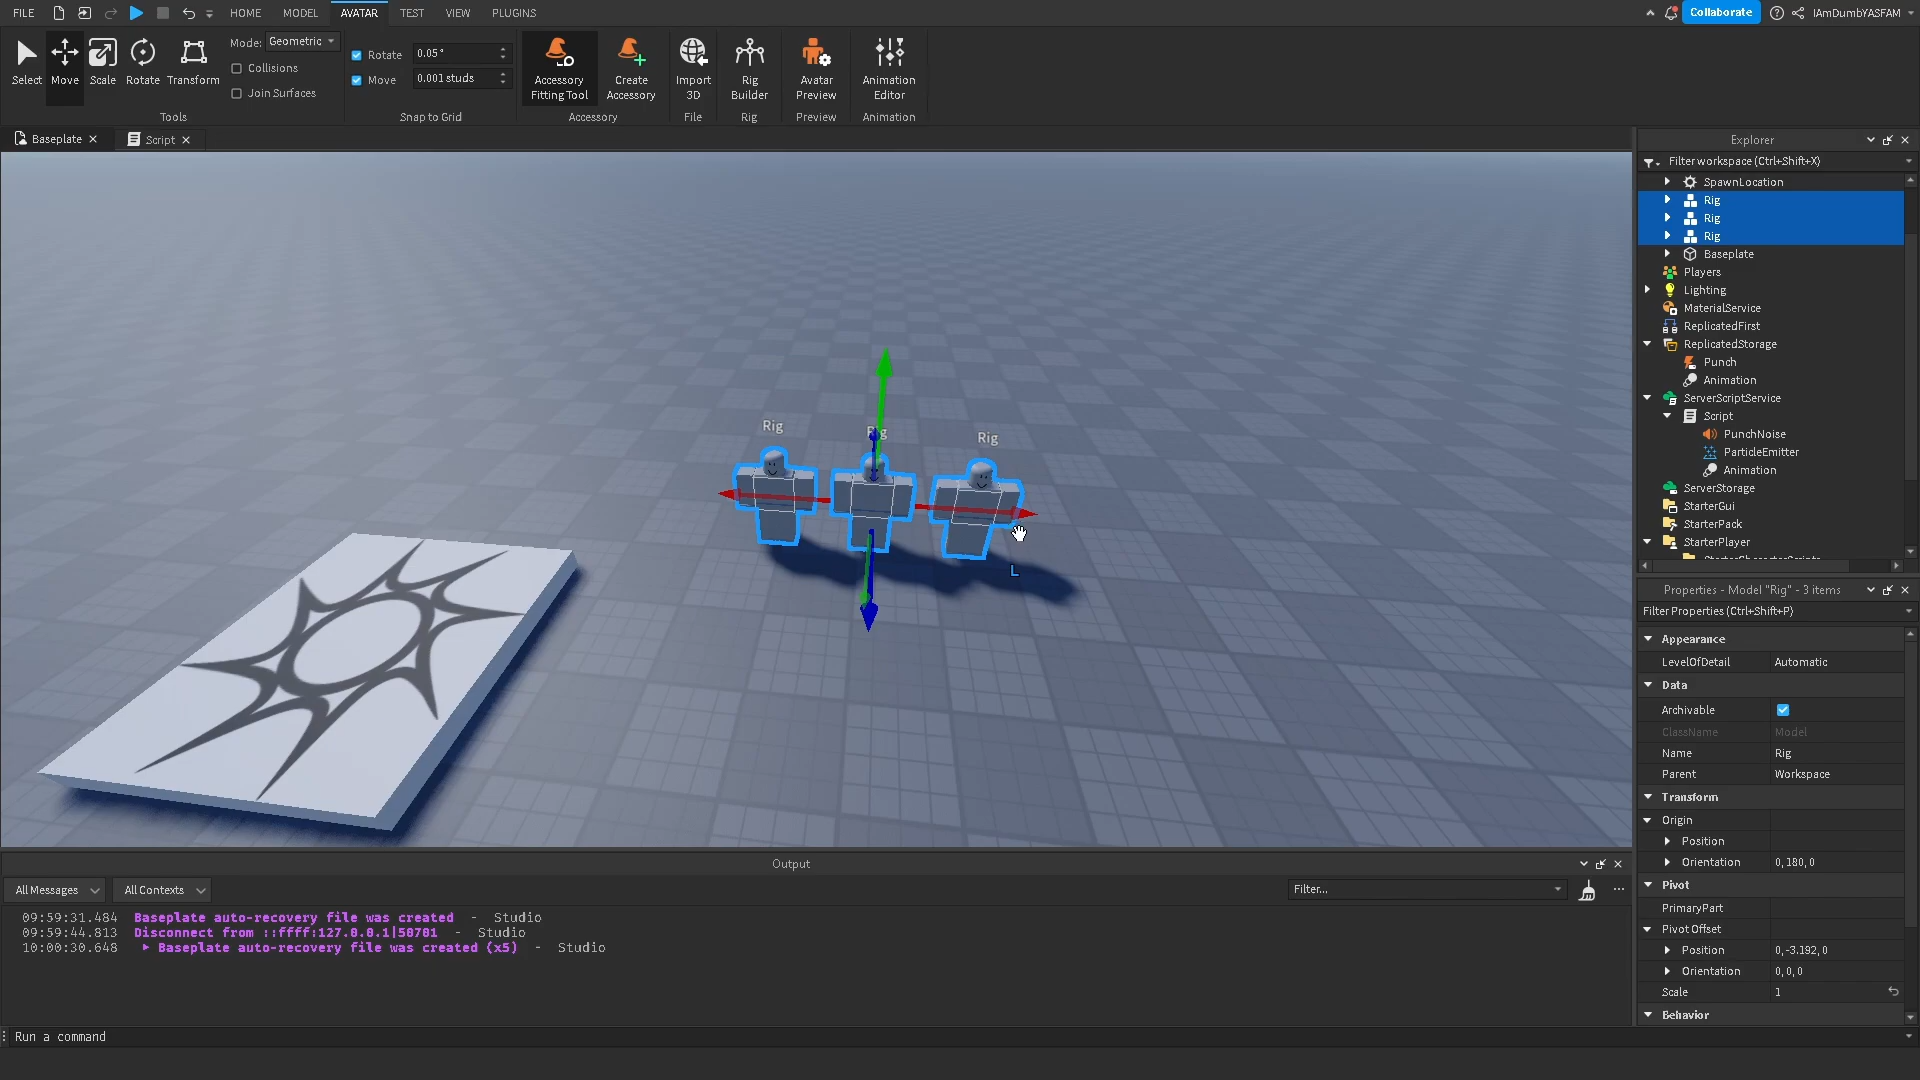 FILE HOME MODEL AVATAR TEST VIEW PLUGINS Collaborate IAmDumbYASFAM
Select Move Scale Rotate Transform
Mode: Geometric
Collisions
Join Surfaces
Tools
Rotate 0.05°
Move 0.001 studs
Snap to Grid
Accessory Fitting Tool
Create Accessory
Accessory
Import 3D
File
Rig Builder
Rig
Avatar Preview
Preview
Animation Editor
Animation
Baseplate Script
Rig
Rig
Rig
L
Explorer
Filter workspace (Ctrl+Shift+X)
SpawnLocation
Rig
Rig
Rig
Baseplate
Players
Lighting
MaterialService
ReplicatedFirst
ReplicatedStorage
Punch
Animation
ServerScriptService
Script
PunchNoise
ParticleEmitter
Animation
ServerStorage
StarterGui
StarterPack
StarterPlayer
Properties - Model "Rig" - 3 items
Filter Properties (Ctrl+Shift+P)
Appearance
LevelOfDetail Automatic
Data
Archivable
ClassName Model
Name Rig
Parent Workspace
Transform
Origin
Position
Orientation 0, 180, 0
Pivot
PrimaryPart
Pivot Offset
Position 0, -3.192, 0
Orientation 0, 0, 0
Scale 1
Behavior
Output
All Messages All Contexts Filter...
09:59:31.484 Baseplate auto-recovery file was created - Studio
09:59:44.813 Disconnect from ::ffff:127.0.0.1|50701 - Studio
10:00:30.648 Baseplate auto-recovery file was created (x5) - Studio
Run a command